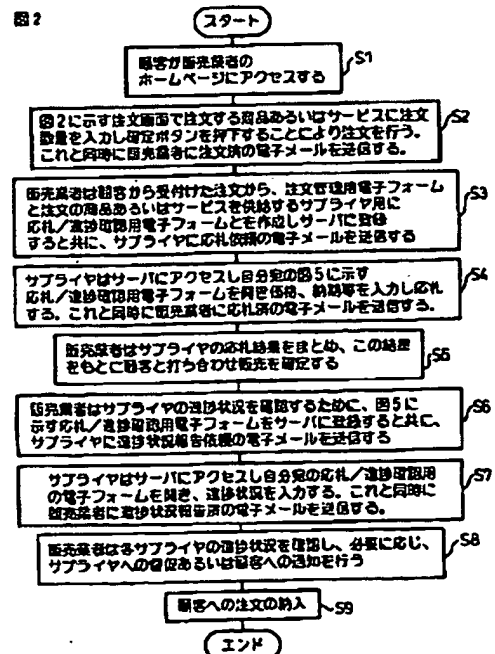 図2
スタート
顧客が販売業者の
ホームページにアクセスする
S1
図2に示す注文画面で注文する商品あるいはサービスに注文
数量を入力し確定ボタンを押下することにより注文を行う。
これと同時に販売業者に注文済の電子メールを送信する。
S2
販売業者は顧客から受付けた注文から、注文管理用電子フォーム
と注文の商品あるいはサービスを供給するサプライヤ用に
応札/進捗確認用電子フォームとを作成しサーバに登録
すると共に、サプライヤに応札依頼の電子メールを送信する
S3
サプライヤはサーバにアクセスし自分宛の図5に示す
応札/進捗確認用電子フォームを開き価格、納期等を入力し応札
する。これと同時に販売業者に応札済の電子メールを送信する。
S4
販売業者はサプライヤの応札結果をまとめ、この結果
をもとに顧客と打ち合わせ販売を確定する
S5
販売業者はサプライヤの進捗状況を確認するために、図5に
示す応札/進捗確認用電子フォームをサーバに登録すると共に、
サプライヤに進捗状況報告依頼の電子メールを送信する
S6
サプライヤはサーバにアクセスし自分宛の応札/進捗確認用
の電子フォームを開き、進捗状況を入力する。これと同時に
販売業者に進捗状況報告済の電子メールを送信する。
S7
販売業者は各サプライヤの進捗状況を確認し、必要に応じ、
サプライヤへの督促あるいは顧客への通知を行う
S8
顧客への注文の納入
S9
エンド